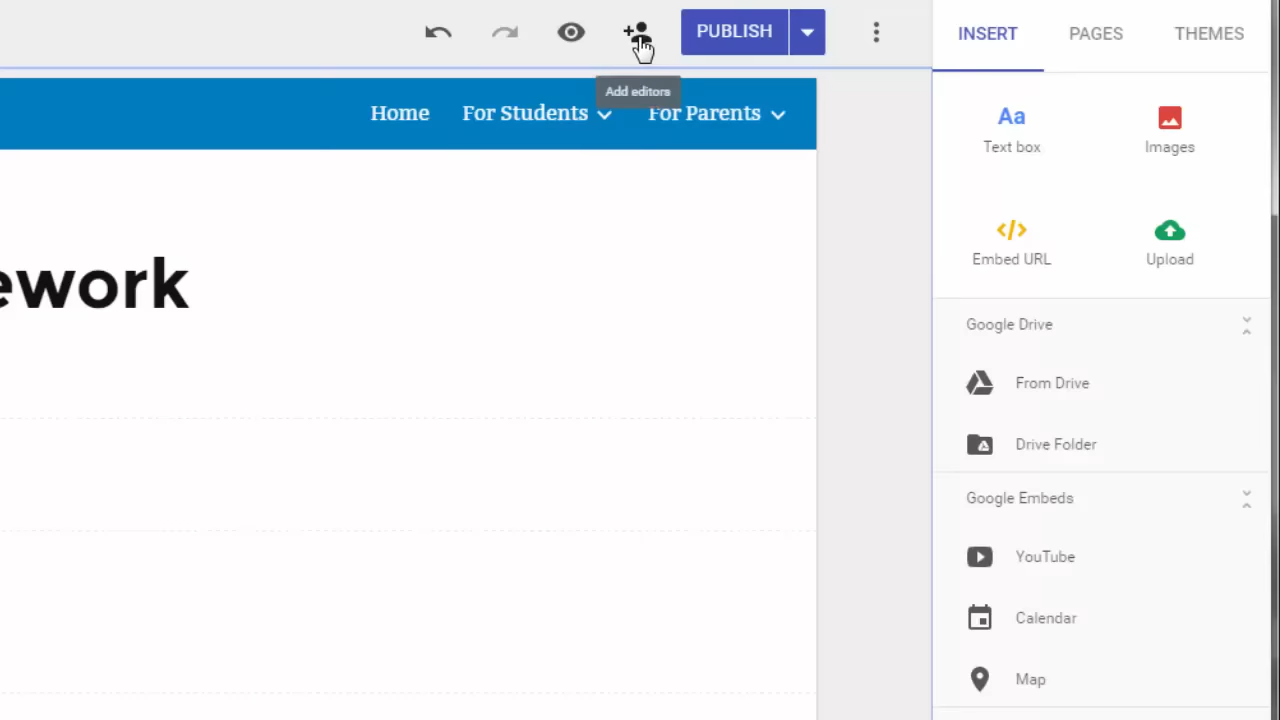 PUBLISH
INSERT PAGES THEMES
Add editors
Home For Students For Parents
Aa
Text box Images
ework
</>
Embed URL Upload
Google Drive
From Drive
Drive Folder
Google Embeds
YouTube
Calendar
Map